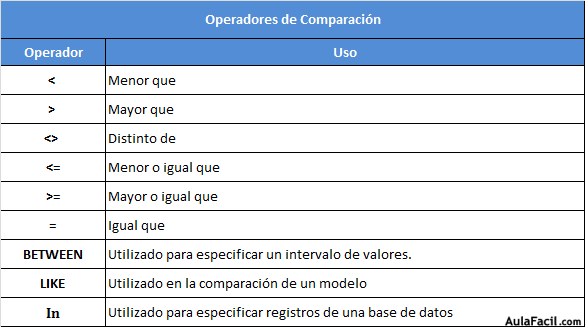 Operadores de Comparación
Operador Uso
< Menor que
> Mayor que
<> Distinto de
<= Menor o igual que
>= Mayor o igual que
= Igual que
BETWEEN Utilizado para especificar un intervalo de valores.
LIKE Utilizado en la comparación de un modelo
In Utilizado para especificar registros de una base de datos
AulaFacil.com